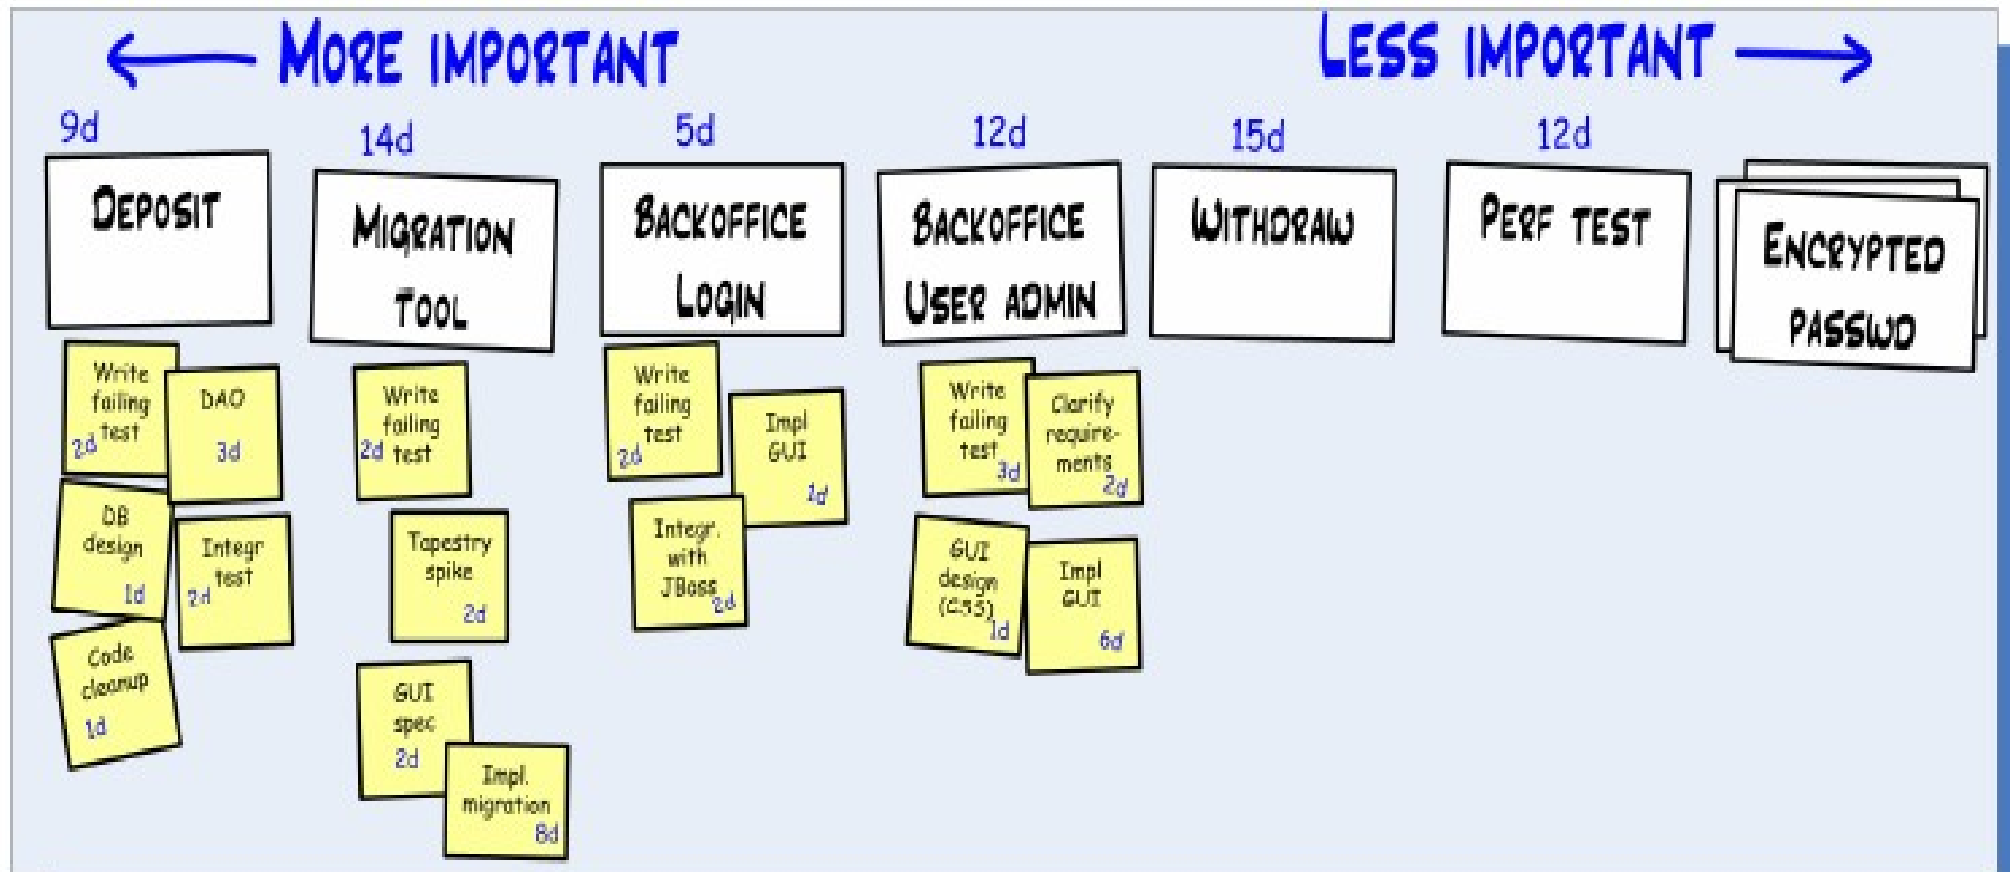 MORE IMPORTANT
LESS IMPORTANT
9d
14d
5d
12d
15d
12d
DEPOSIT
MIGRATION
TOOL
BACKOFFICE
LOGIN
BACKOFFICE
USER ADMIN
WITHDRAW
PERF TEST
ENCRYPTED
PASSWD
Write
failing
test
2d
DAO
3d
DB
design
1d
Integr
test
2d
Code
cleanup
1d
Write
failing
test
2d
Tapestry
spike
2d
GUI
spec
2d
Impl.
migration
8d
Write
failing
test
2d
Impl
GUI
1d
Integr.
with
JBoss
2d
Write
failing
test
3d
Clarify
require-
ments
2d
GUI
design
(CSS)
1d
Impl
GUI
6d